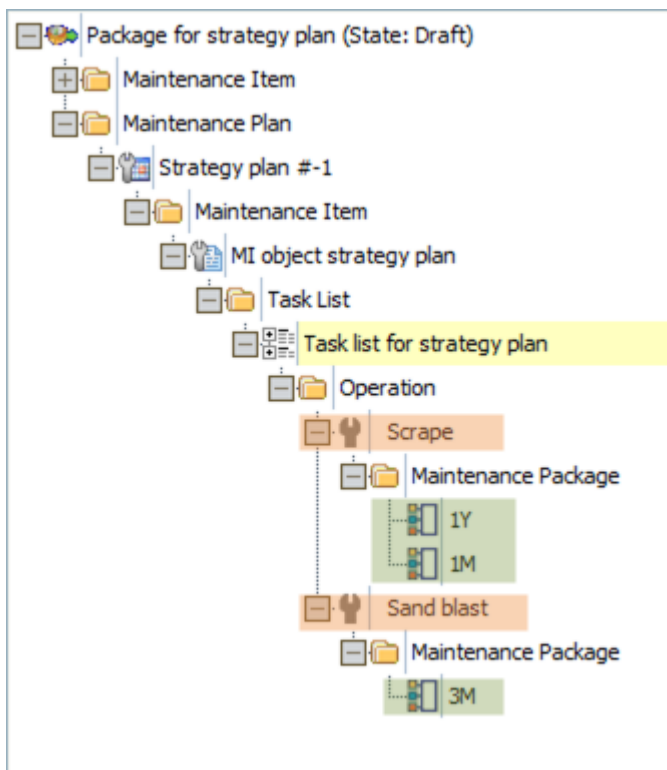 Package for strategy plan (State: Draft)
Maintenance Item
Maintenance Plan
Strategy plan #-1
Maintenance Item
MI object strategy plan
Task List
Task list for strategy plan
Operation
Scrape
Maintenance Package
1Y
1M
Sand blast
Maintenance Package
3M